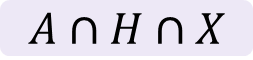 A ∩ H ∩ X